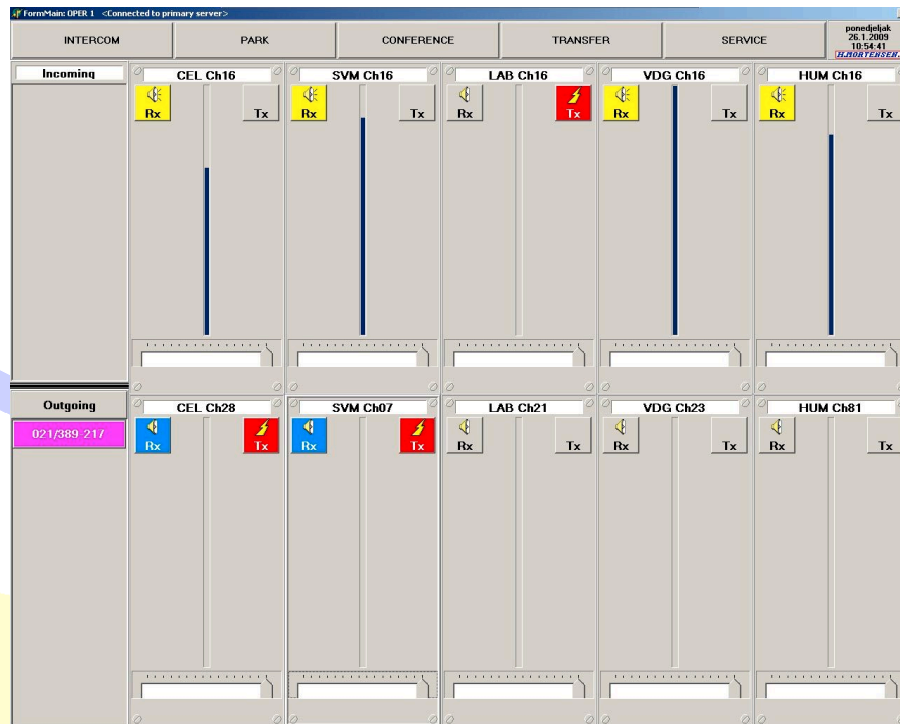 FormMain: OPER 1 <Connected to primary server>
INTERCOM PARK CONFERENCE TRANSFER SERVICE
ponedjeljak
26.1.2009
10:54:41
H.MORTENSEN
Incoming
CEL Ch16 SVM Ch16 LAB Ch16 VDG Ch16 HUM Ch16
Rx Tx Rx Tx Rx Tx Rx Tx Rx Tx
Outgoing
CEL Ch28 SVM Ch07 LAB Ch21 VDG Ch23 HUM Ch81
021/389-217
Rx Tx Rx Tx Rx Tx Rx Tx Rx Tx